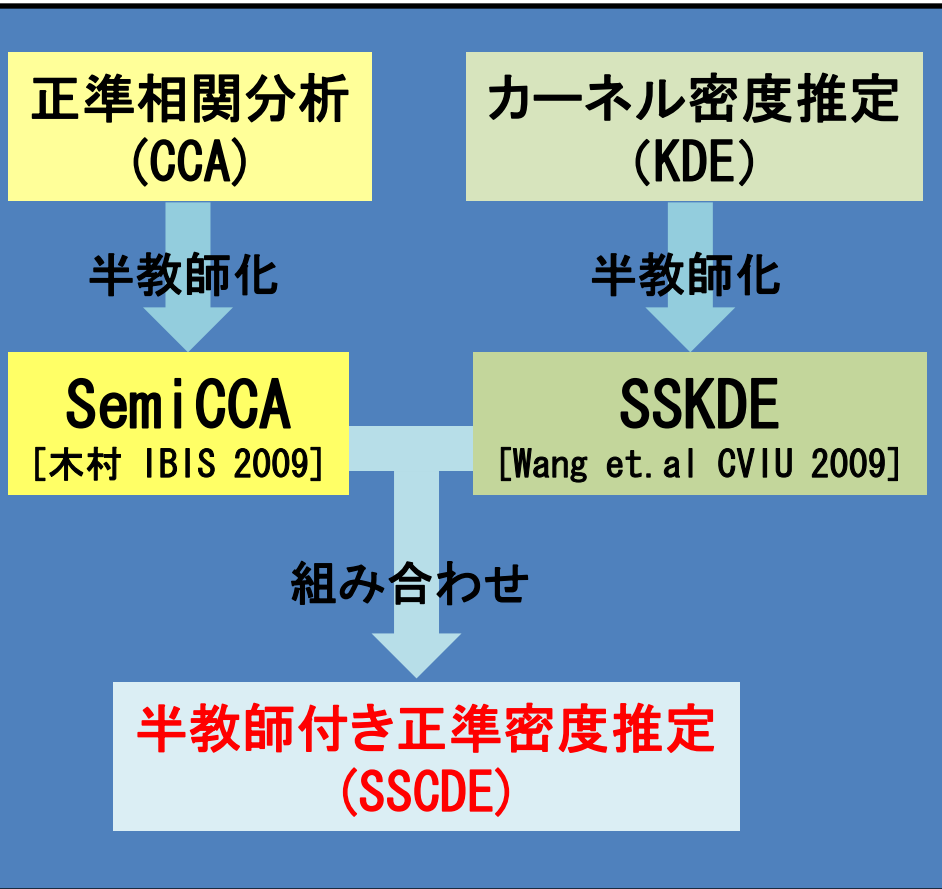 正準相関分析
(CCA)
カーネル密度推定
(KDE)
半教師化
半教師化
SemiCCA
[木村 IBIS 2009]
SSKDE
[Wang et.al CVIU 2009]
組み合わせ
半教師付き正準密度推定
(SSCDE)